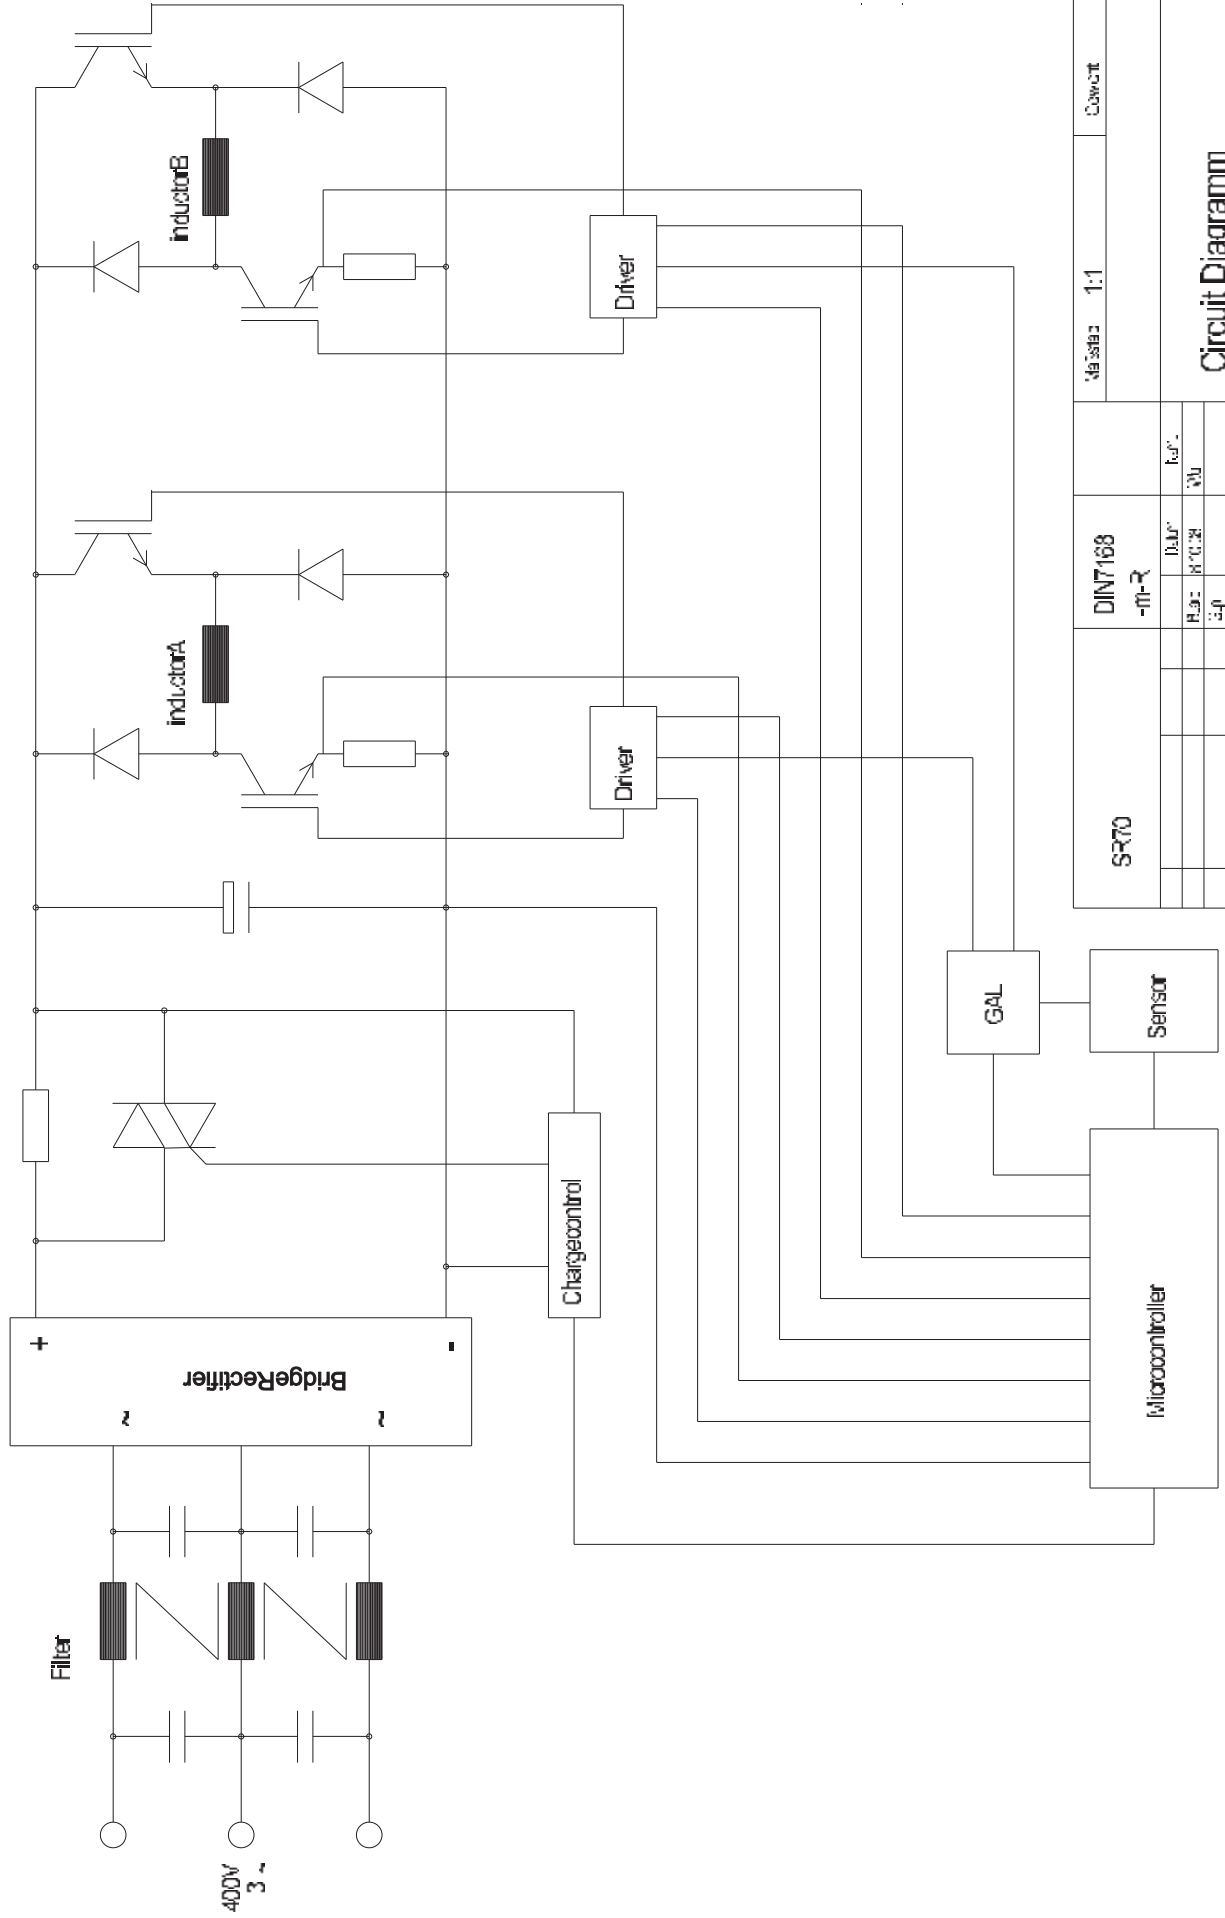 400V
3 ~
Filter
BridgeRectifier
+
-
~
~
Chargecontrol
inductorA
inductorB
Driver
Driver
GAL
Sensor
Microcontroller
SR70
DIN7168
-m-R
1:1
Circuit Diagramm